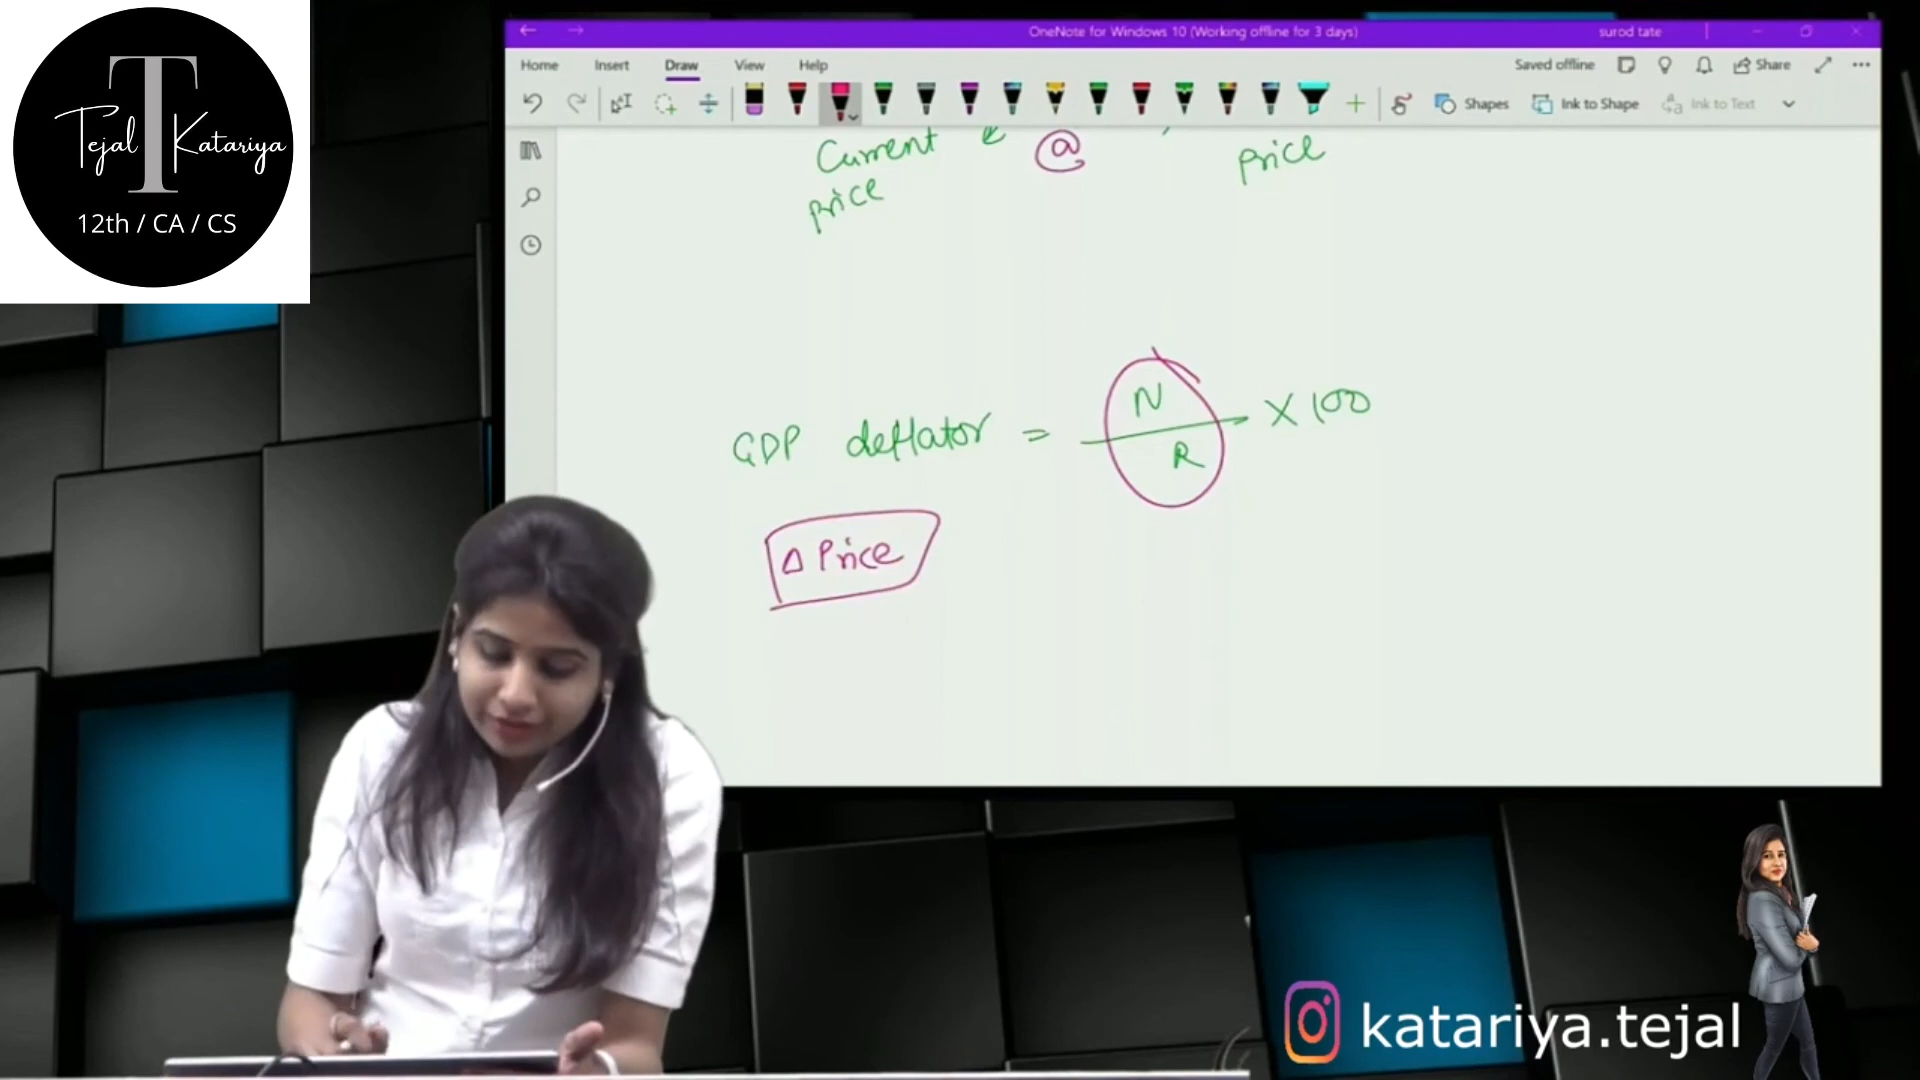 T
Tejal Katariya
12th / CA / CS
OneNote for Windows 10 (Working offline for 3 days)
surod tate
Home Insert Draw View Help
Saved offline
Share
Shapes
Ink to Shape
Ink to Text
Current
price
@
price
GDP deflator = N/R × 100
Δ Price
katariya.tejal